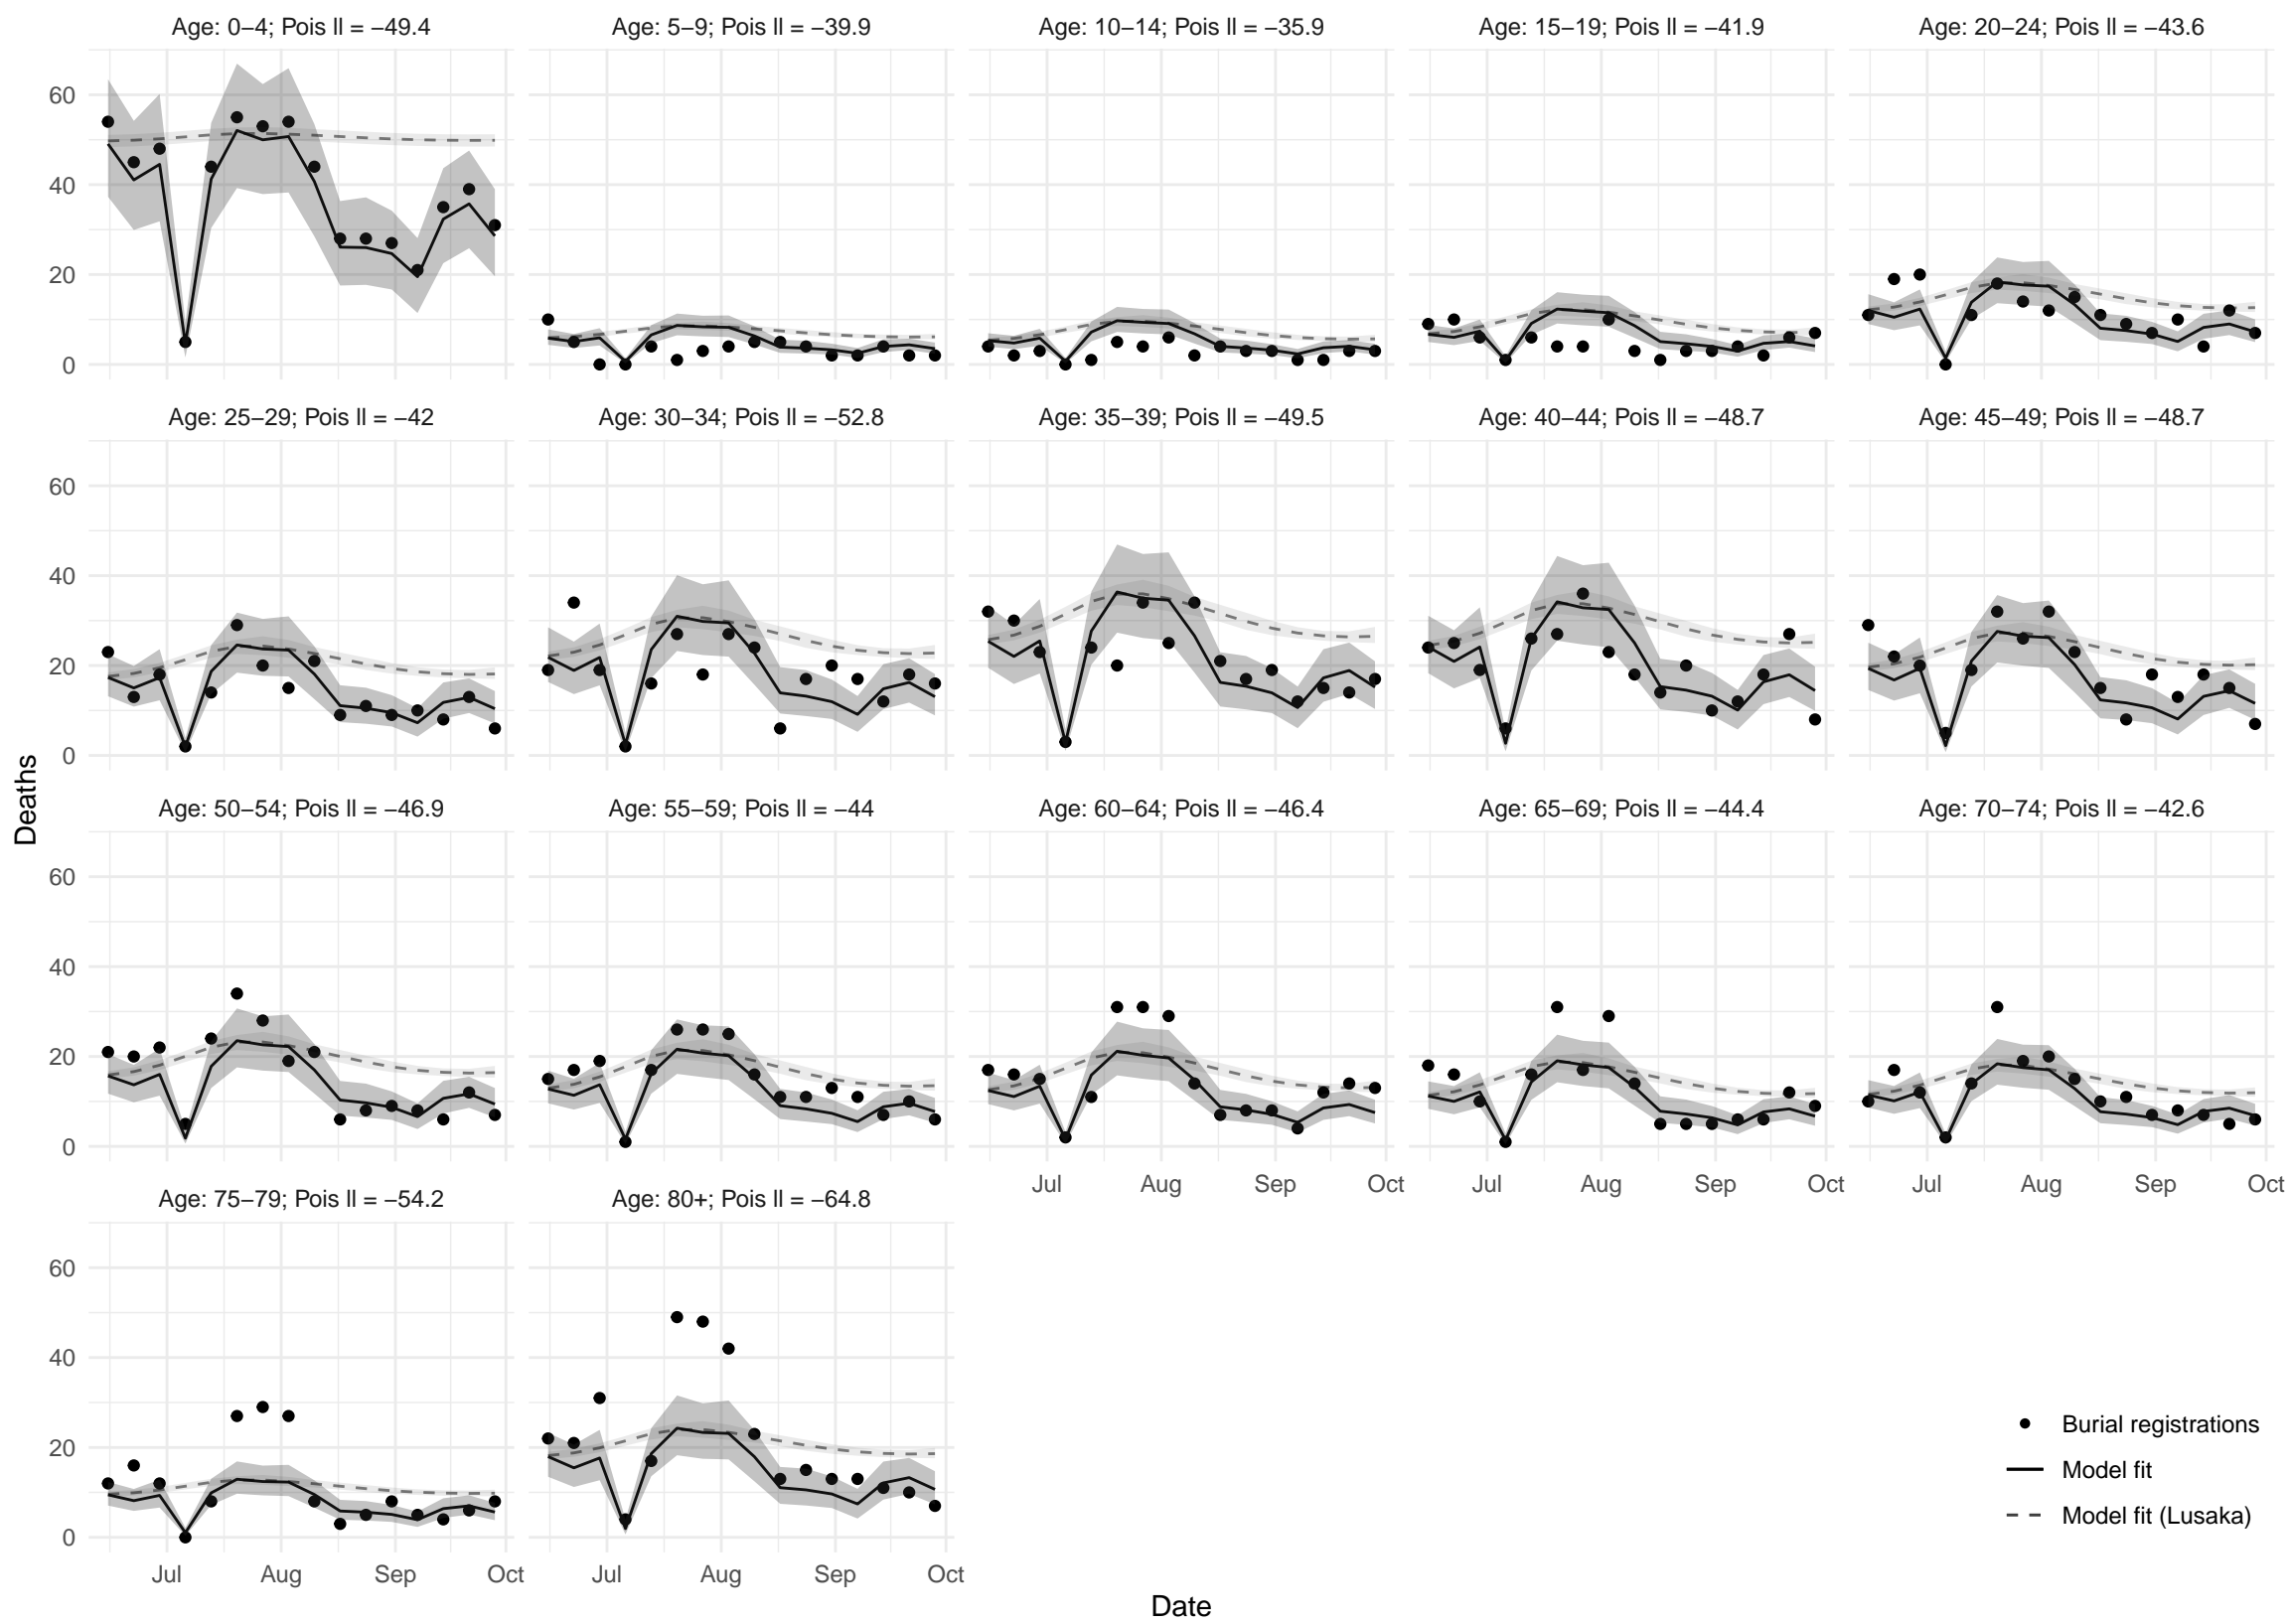 Age: 0−4; Pois ll = −49.4
Age: 5−9; Pois ll = −39.9
Age: 10−14; Pois ll = −35.9
Age: 15−19; Pois ll = −41.9
Age: 20−24; Pois ll = −43.6
60
40
20
0
Age: 25−29; Pois ll = −42
Age: 30−34; Pois ll = −52.8
Age: 35−39; Pois ll = −49.5
Age: 40−44; Pois ll = −48.7
Age: 45−49; Pois ll = −48.7
60
40
20
0
Deaths
Age: 50−54; Pois ll = −46.9
Age: 55−59; Pois ll = −44
Age: 60−64; Pois ll = −46.4
Age: 65−69; Pois ll = −44.4
Age: 70−74; Pois ll = −42.6
60
40
20
0
Jul Aug Sep Oct
Jul Aug Sep Oct
Jul Aug Sep Oct
Age: 75−79; Pois ll = −54.2
Age: 80+; Pois ll = −64.8
60
40
20
0
Jul Aug Sep Oct
Jul Aug Sep Oct
Burial registrations
Model fit
Model fit (Lusaka)
Date